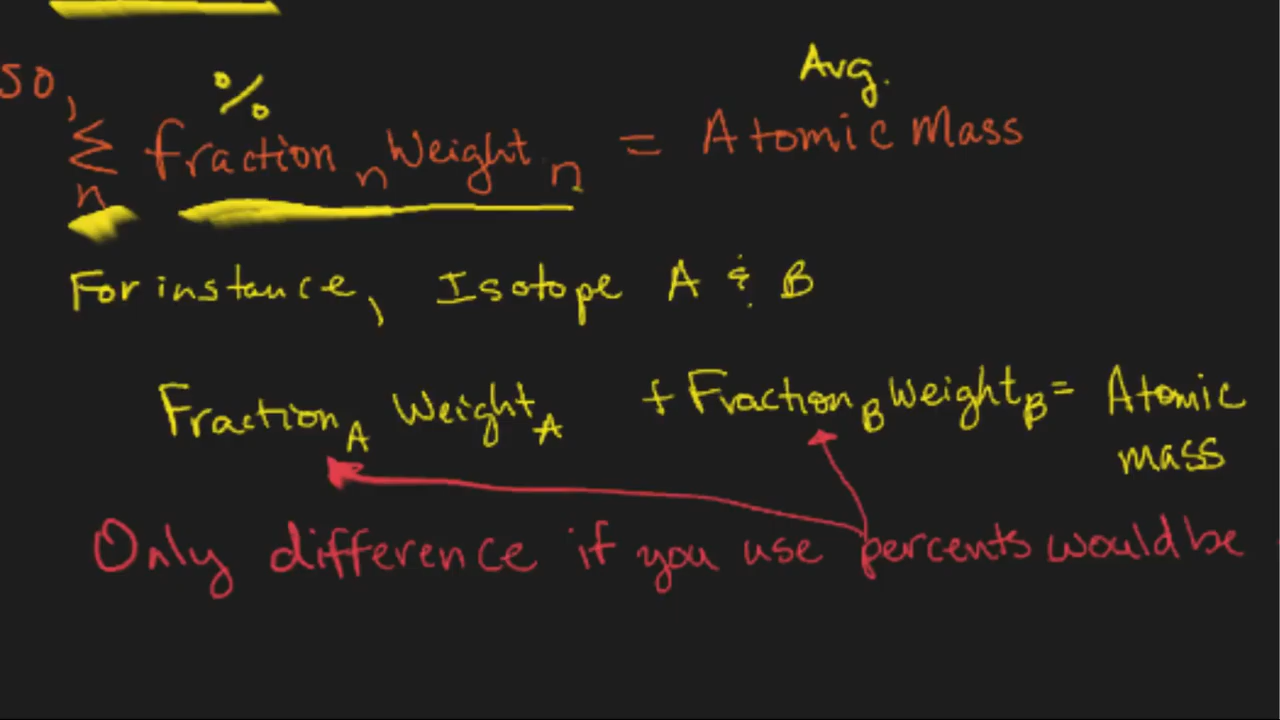 Avg.
so, %
Σ n fraction n Weight n = Atomic Mass
For instance, Isotope A & B
Fraction A Weight A + Fraction B Weight B = Atomic
mass
Only difference if you use percents would be